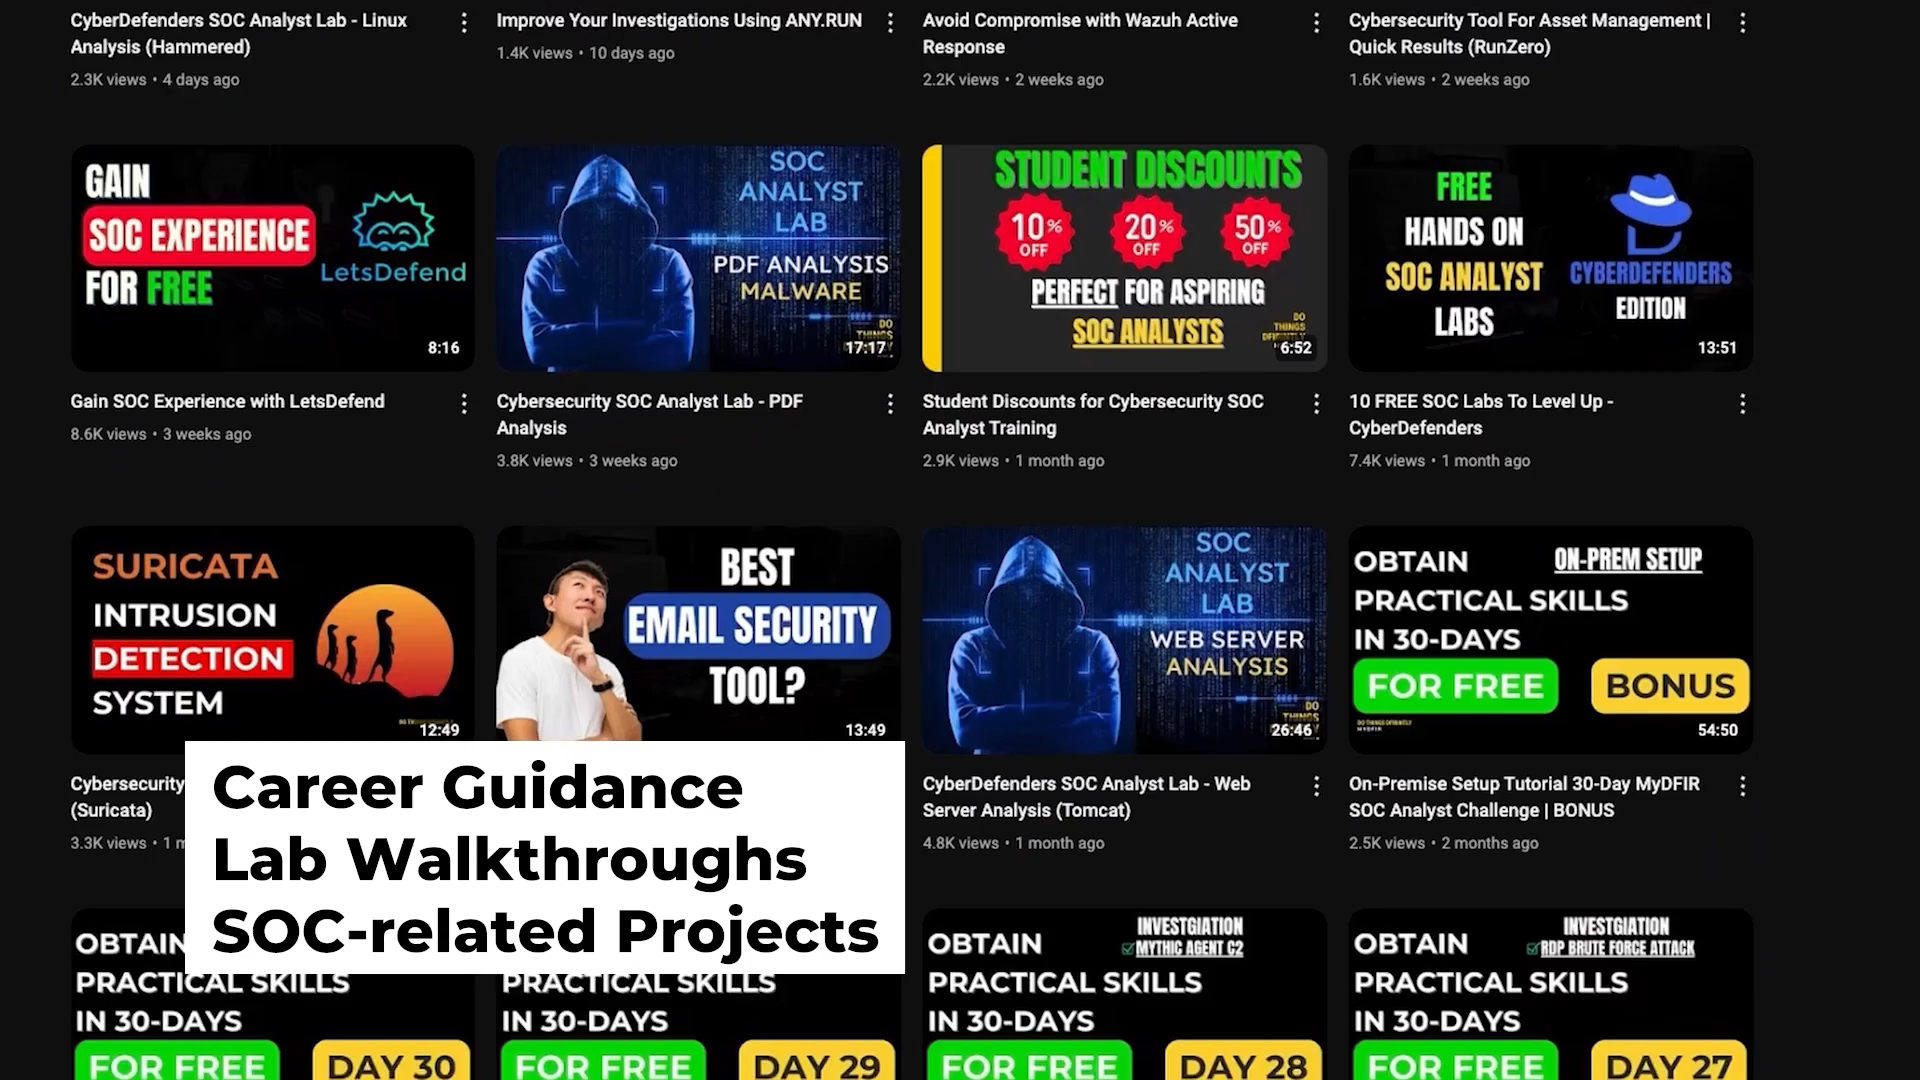 CyberDefenders SOC Analyst Lab - Linux
Analysis (Hammered)
2.3K views • 4 days ago
Improve Your Investigations Using ANY.RUN
1.4K views • 10 days ago
Avoid Compromise with Wazuh Active
Response
2.2K views • 2 weeks ago
Cybersecurity Tool For Asset Management |
Quick Results (RunZero)
1.6K views • 2 weeks ago
GAIN
SOC EXPERIENCE
FOR FREE
LetsDefend
8:16
SOC
ANALYST
LAB
PDF ANALYSIS
MALWARE
DO
THINGS
17:17
STUDENT DISCOUNTS
10% OFF
20% OFF
50% OFF
PERFECT FOR ASPIRING
SOC ANALYSTS
DO
THINGS
6:52
FREE
HANDS ON
SOC ANALYST
LABS
CYBERDEFENDERS
EDITION
13:51
Gain SOC Experience with LetsDefend
8.6K views • 3 weeks ago
Cybersecurity SOC Analyst Lab - PDF
Analysis
3.8K views • 3 weeks ago
Student Discounts for Cybersecurity SOC
Analyst Training
2.9K views • 1 month ago
10 FREE SOC Labs To Level Up -
CyberDefenders
7.4K views • 1 month ago
SURICATA
INTRUSION
DETECTION
SYSTEM
12:49
BEST
EMAIL SECURITY
TOOL?
13:49
SOC
ANALYST
LAB
WEB SERVER
ANALYSIS
DO
THINGS
26:46
OBTAIN
ON-PREM SETUP
PRACTICAL SKILLS
IN 30-DAYS
FOR FREE
BONUS
DO THINGS DFIRENTLY
MYDFIR
54:50
Cybersecurity
(Suricata)
3.3K views • 1 m
CyberDefenders SOC Analyst Lab - Web
Server Analysis (Tomcat)
4.8K views • 1 month ago
On-Premise Setup Tutorial 30-Day MyDFIR
SOC Analyst Challenge | BONUS
2.5K views • 2 months ago
Career Guidance
Lab Walkthroughs
SOC-related Projects
OBTAIN
PRACTICAL SKILLS
IN 30-DAYS
FOR FREE
DAY 30
PRACTICAL SKILLS
IN 30-DAYS
FOR FREE
DAY 29
OBTAIN
INVESTGIATION
MYTHIC AGENT C2
PRACTICAL SKILLS
IN 30-DAYS
FOR FREE
DAY 28
OBTAIN
INVESTGIATION
RDP BRUTE FORCE ATTACK
PRACTICAL SKILLS
IN 30-DAYS
FOR FREE
DAY 27